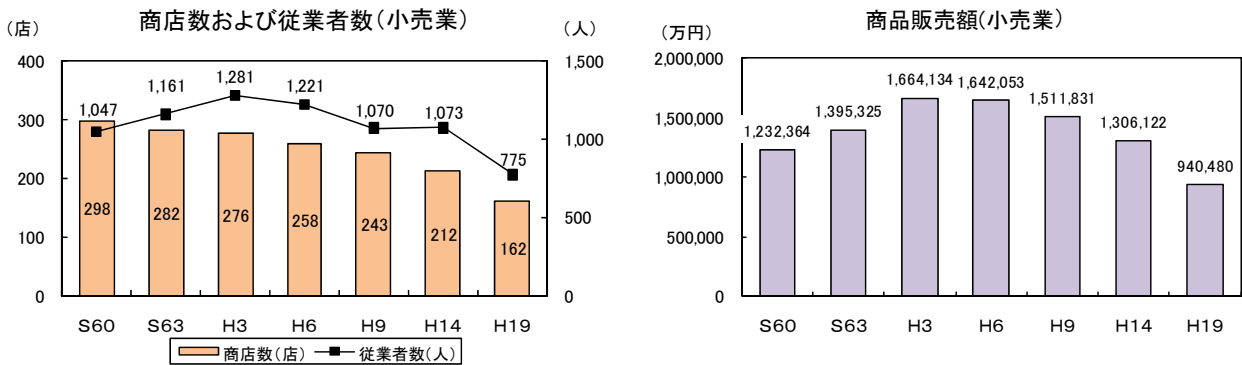 商店数および従業者数(小売業)
(店)
(人)
400
300
200
100
0
1,500
1,000
500
0
1,047
1,161
1,281
1,221
1,070
1,073
775
298
282
276
258
243
212
162
S60
S63
H3
H6
H9
H14
H19
商店数(店)
従業者数(人)
商品販売額(小売業)
(万円)
2,000,000
1,500,000
1,000,000
500,000
0
1,232,364
1,395,325
1,664,134
1,642,053
1,511,831
1,306,122
940,480
S60
S63
H3
H6
H9
H14
H19